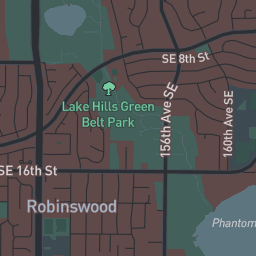 SE 8th St
Lake Hills Green
Belt Park
156th Ave SE
160th Ave SE
SE 16th St
Robinswood
Phantom